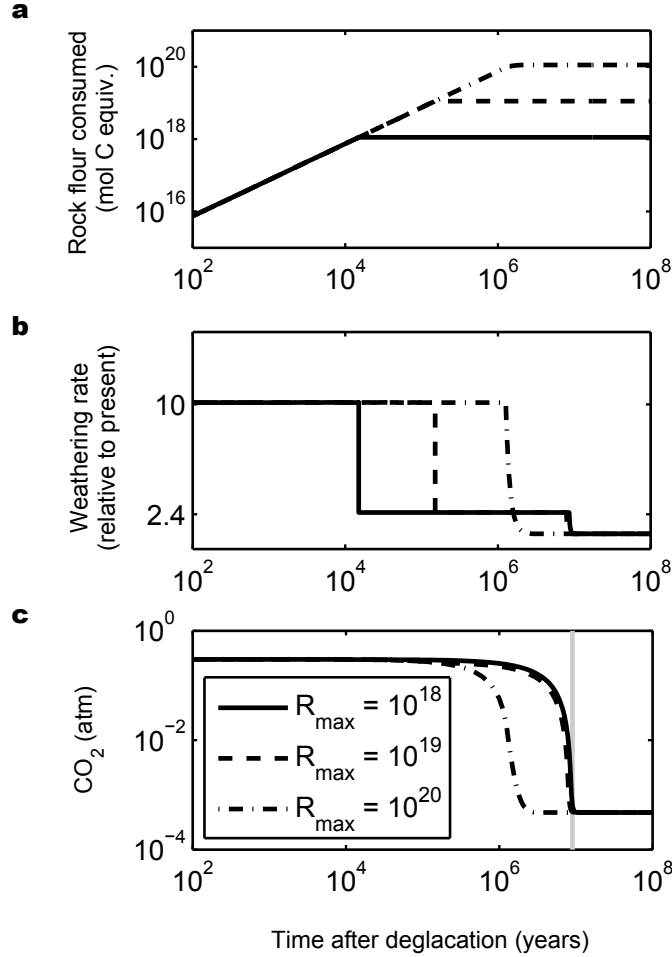 a
Rock flour consumed
(mol C equiv.)
10^20
10^18
10^16
10^2 10^4 10^6 10^8
b
Weathering rate
(relative to present)
10
2.4
10^2 10^4 10^6 10^8
c
CO_2 (atm)
10^0
10^-2
10^-4
R_max = 10^18
R_max = 10^19
R_max = 10^20
10^2 10^4 10^6 10^8
Time after deglacation (years)